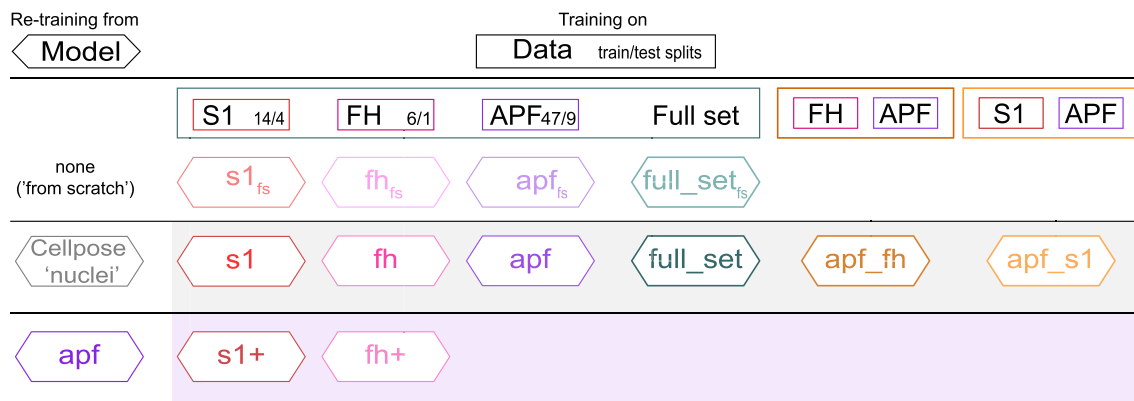 Re-training from
Training on
Model
Data train/test splits
S1 14/4 FH 6/1 APF 47/9 Full set FH APF S1 APF
none
('from scratch')
s1fs fhfs apffs full_setfs
Cellpose
'nuclei'
s1 fh apf full_set apf_fh apf_s1
apf s1+ fh+